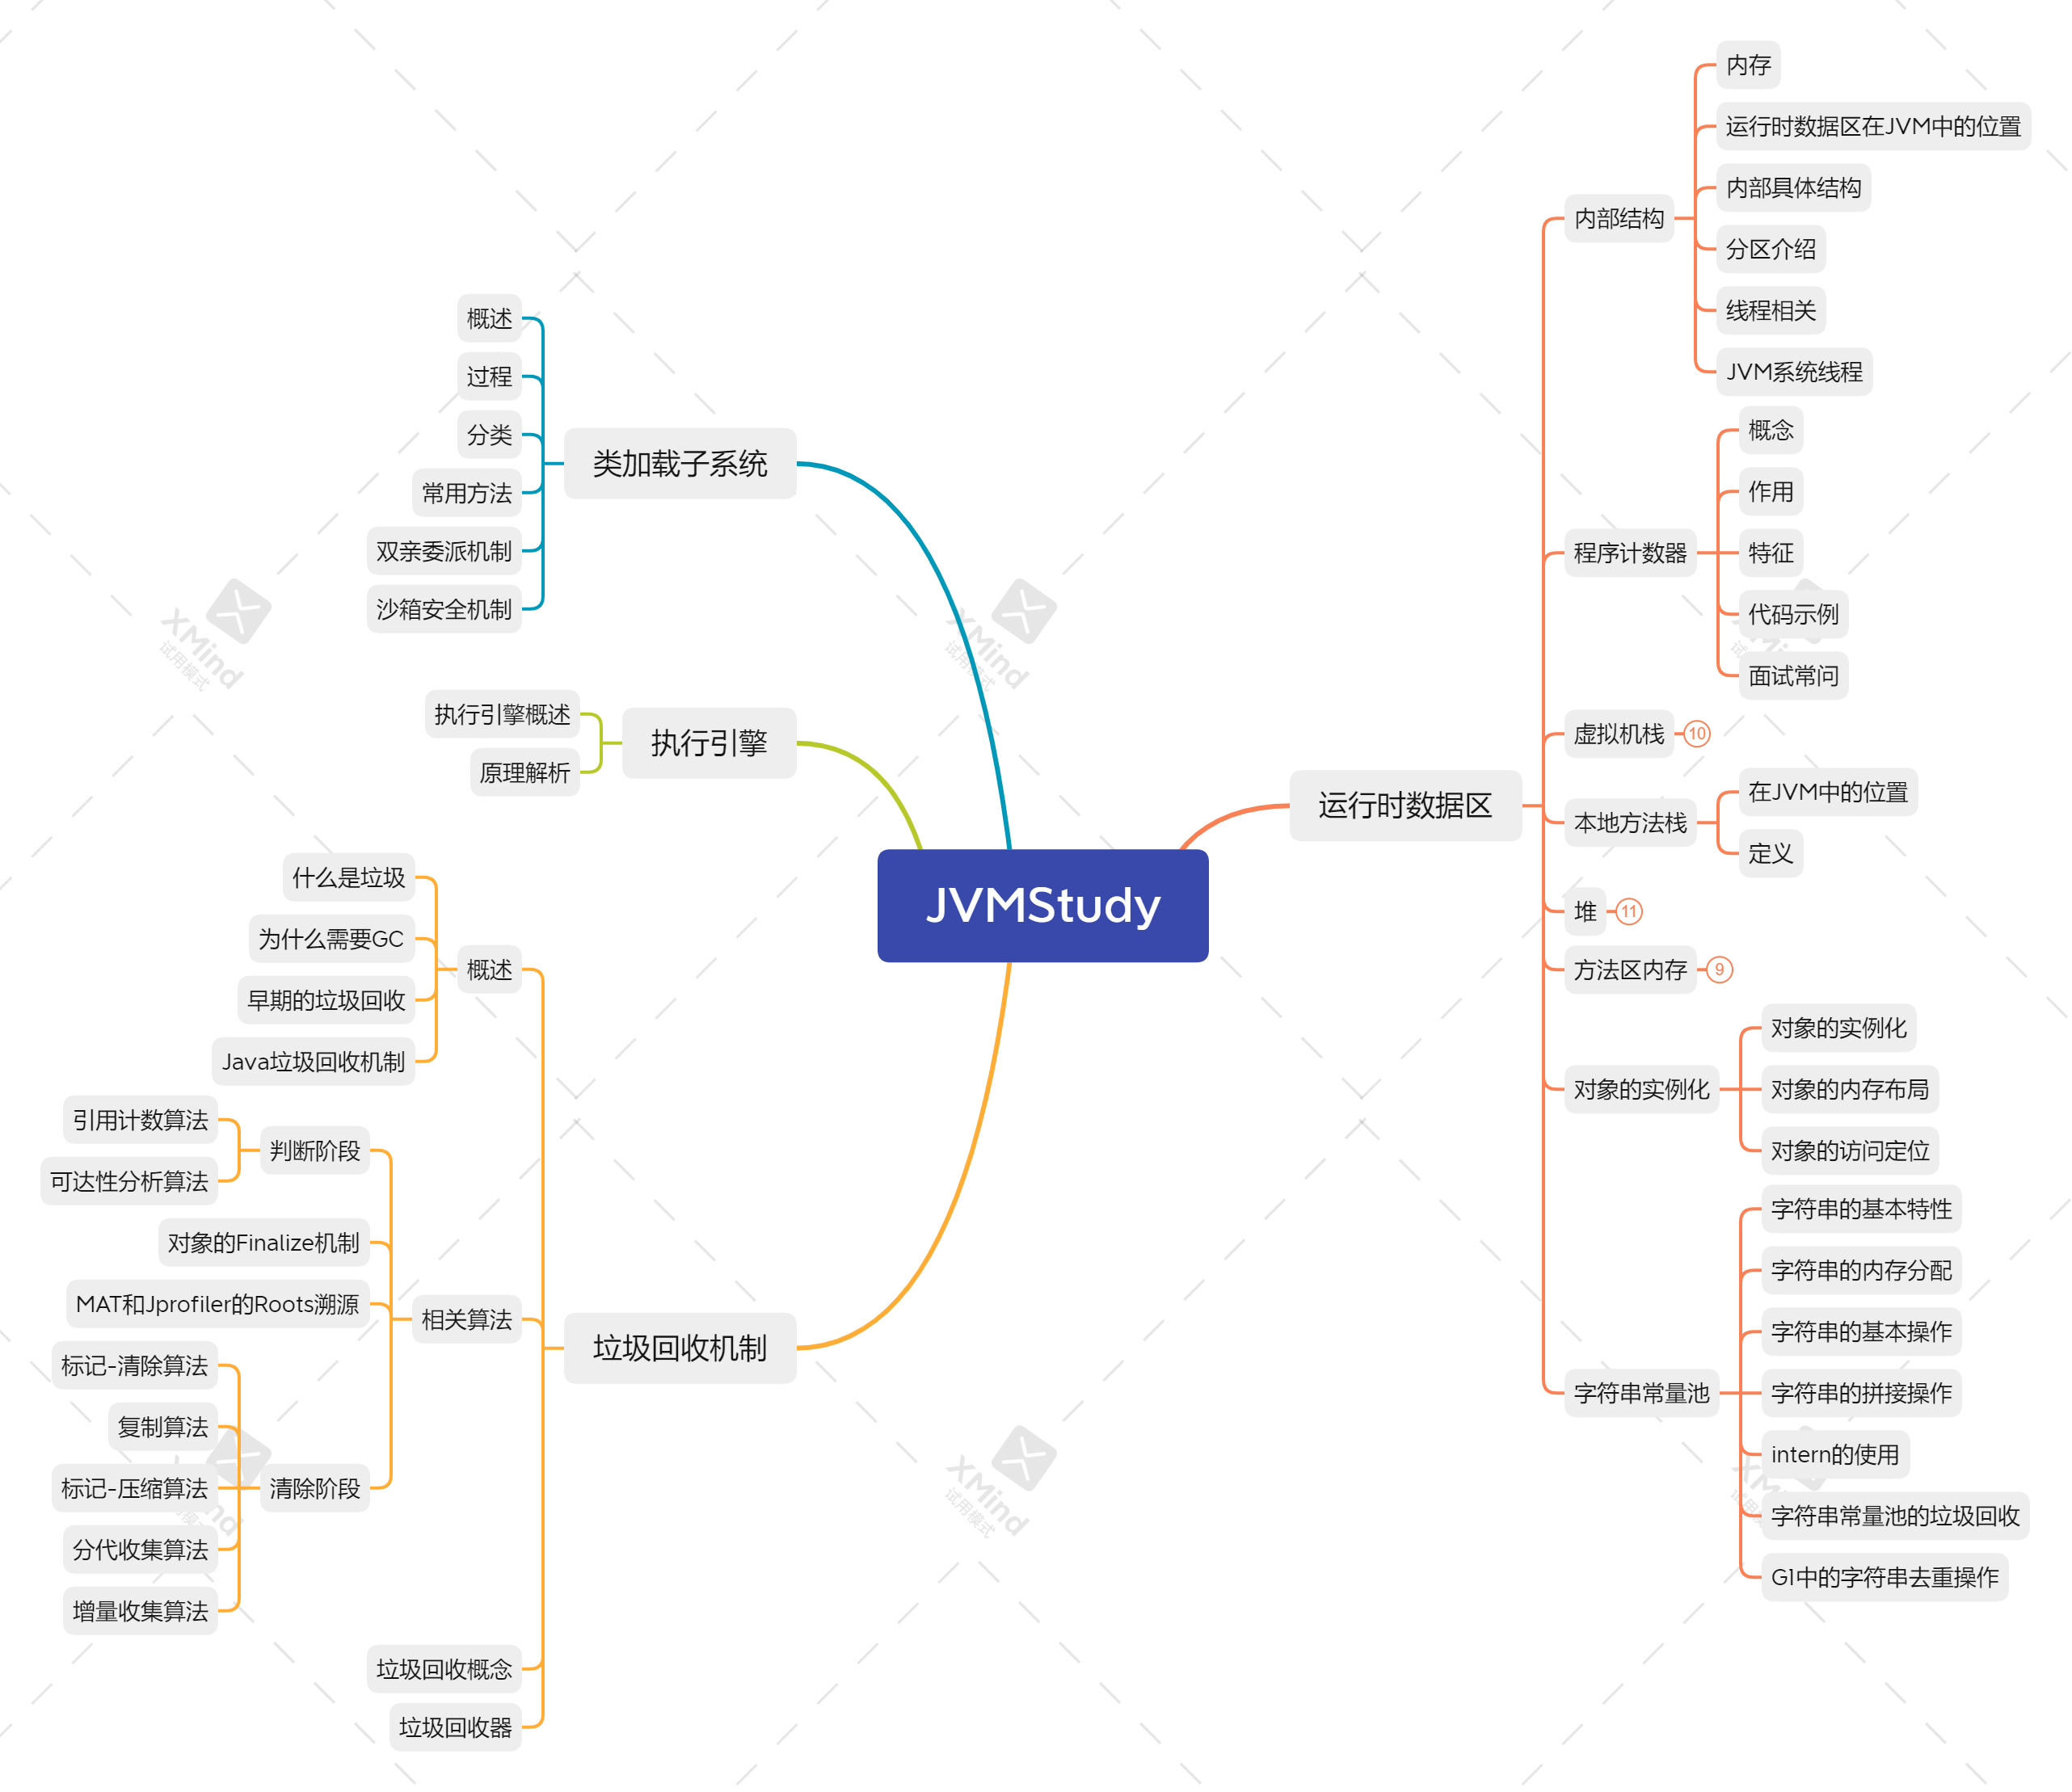 JVMStudy
运行时数据区
内部结构
内存
运行时数据区在JVM中的位置
内部具体结构
分区介绍
线程相关
JVM系统线程
程序计数器
概念
作用
特征
代码示例
面试常问
虚拟机栈
10
本地方法栈
在JVM中的位置
定义
堆
11
方法区内存
9
对象的实例化
对象的实例化
对象的内存布局
对象的访问定位
字符串常量池
字符串的基本特性
字符串的内存分配
字符串的基本操作
字符串的拼接操作
intern的使用
字符串常量池的垃圾回收
G1中的字符串去重操作
类加载子系统
概述
过程
分类
常用方法
双亲委派机制
沙箱安全机制
执行引擎
执行引擎概述
原理解析
垃圾回收机制
概述
什么是垃圾
为什么需要GC
早期的垃圾回收
Java垃圾回收机制
相关算法
判断阶段
引用计数算法
可达性分析算法
对象的Finalize机制
MAT和Jprofiler的Roots溯源
清除阶段
标记-清除算法
复制算法
标记-压缩算法
分代收集算法
增量收集算法
垃圾回收概念
垃圾回收器
XMind
试用模式
XMind
试用模式
XMind
试用模式